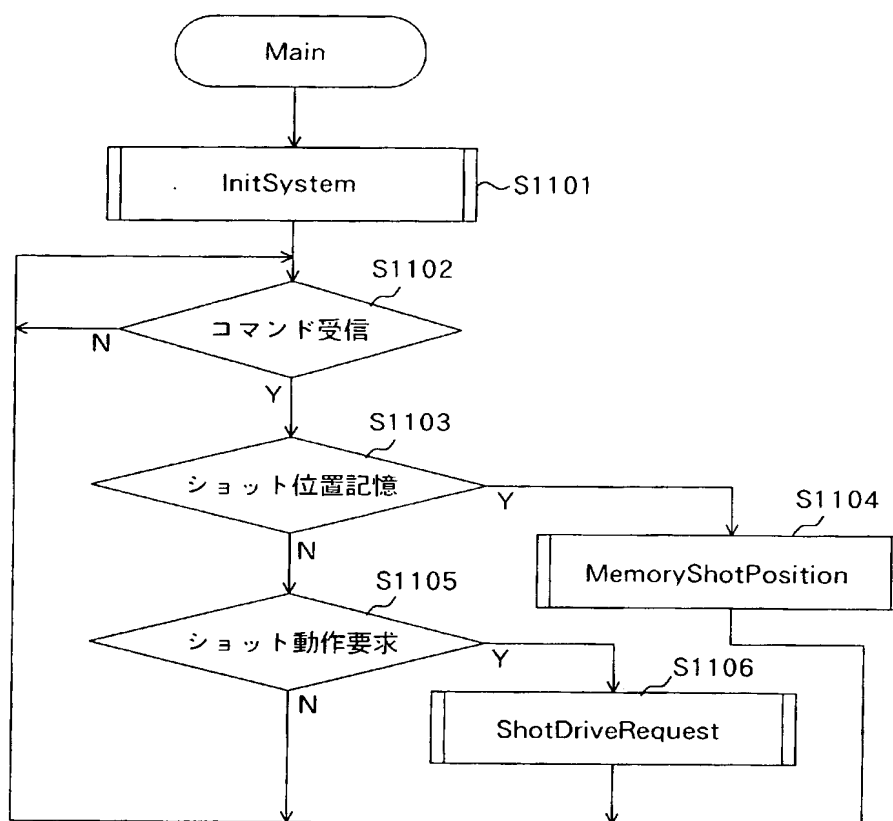 Main
InitSystem
S1101
S1102
コマンド受信
N
Y
S1103
ショット位置記憶
Y
N
S1104
MemoryShotPosition
S1105
ショット動作要求
Y
N
S1106
ShotDriveRequest